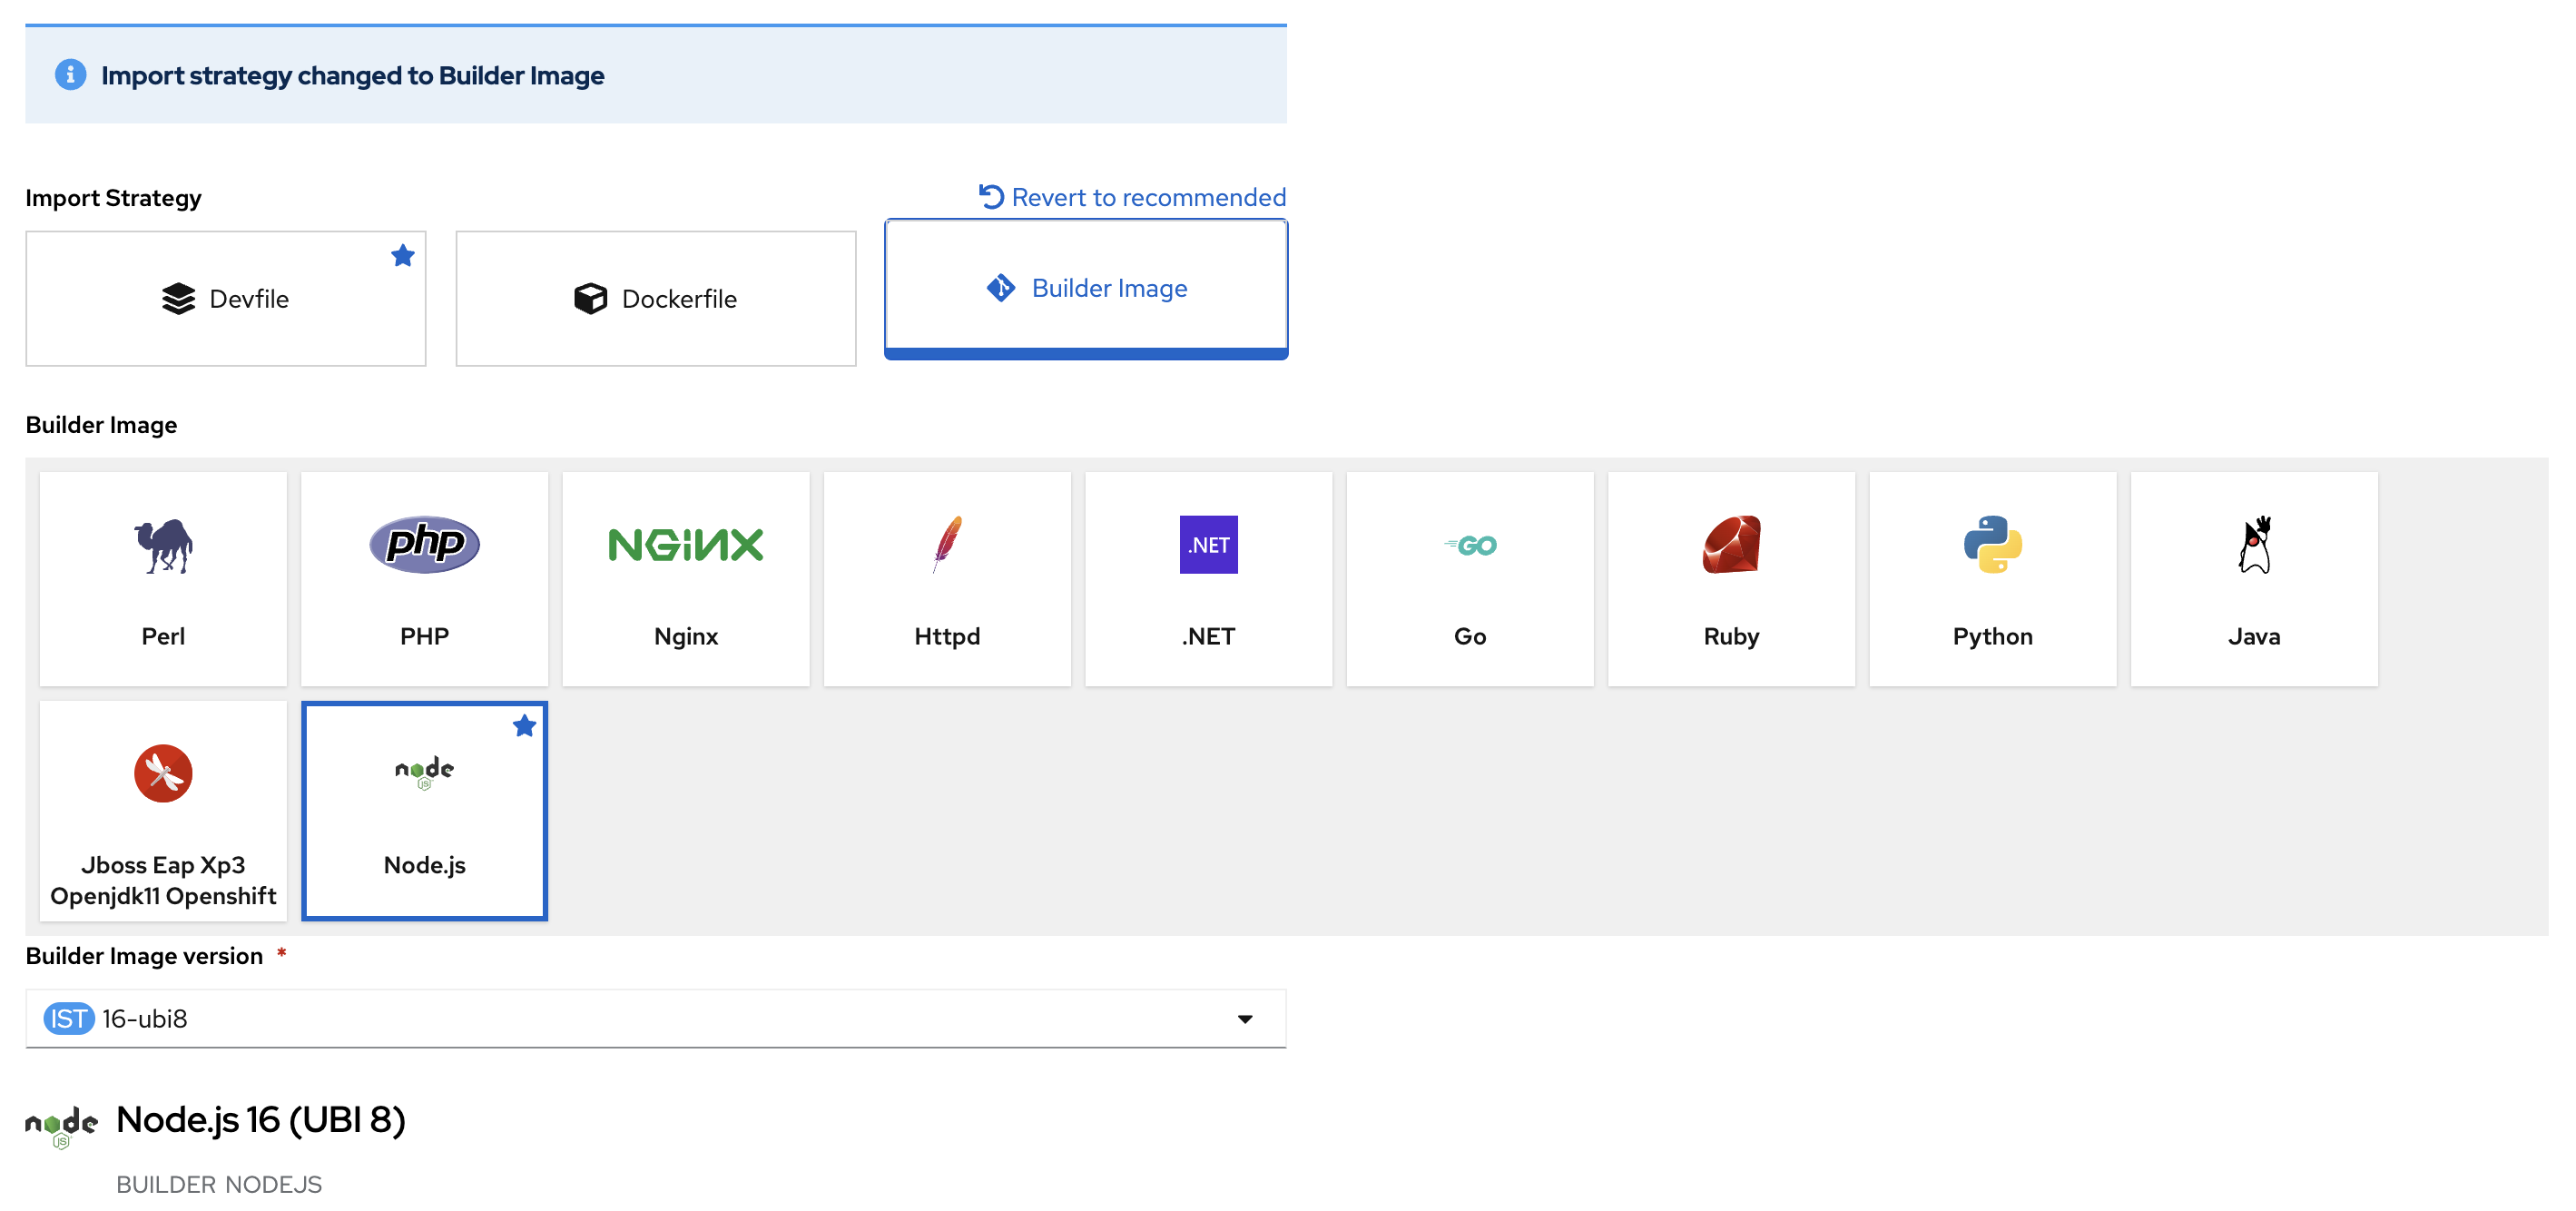 Import strategy changed to Builder Image
Import Strategy
Revert to recommended
Devfile
Dockerfile
Builder Image
Builder Image
php
NGINX
.NET
GO
Perl
PHP
Nginx
Httpd
.NET
Go
Ruby
Python
Java
node
JS
Jboss Eap Xp3
Openjdk11 Openshift
Node.js
Builder Image version *
IST 16-ubi8
node
JS
Node.js 16 (UBI 8)
BUILDER NODEJS